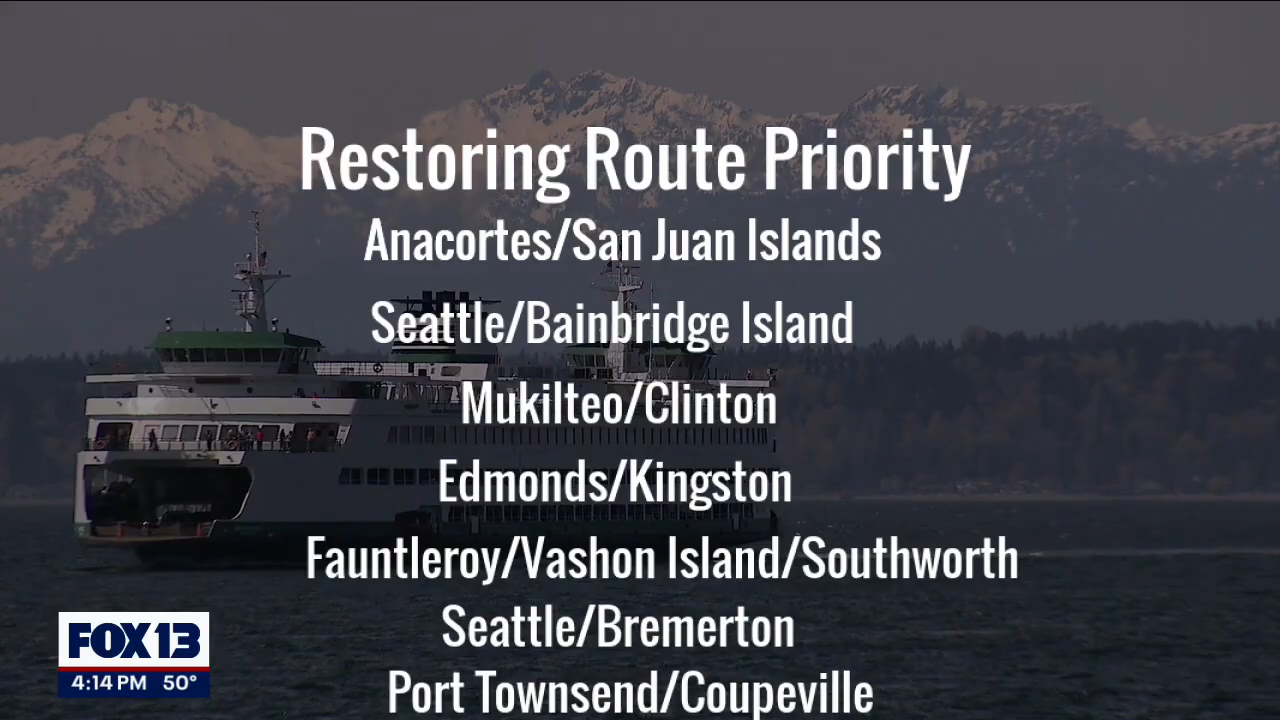 Restoring Route Priority
Anacortes/San Juan Islands
Seattle/Bainbridge Island
Mukilteo/Clinton
Edmonds/Kingston
Fauntleroy/Vashon Island/Southworth
Seattle/Bremerton
Port Townsend/Coupeville
FOX 13
4:14 PM 50°